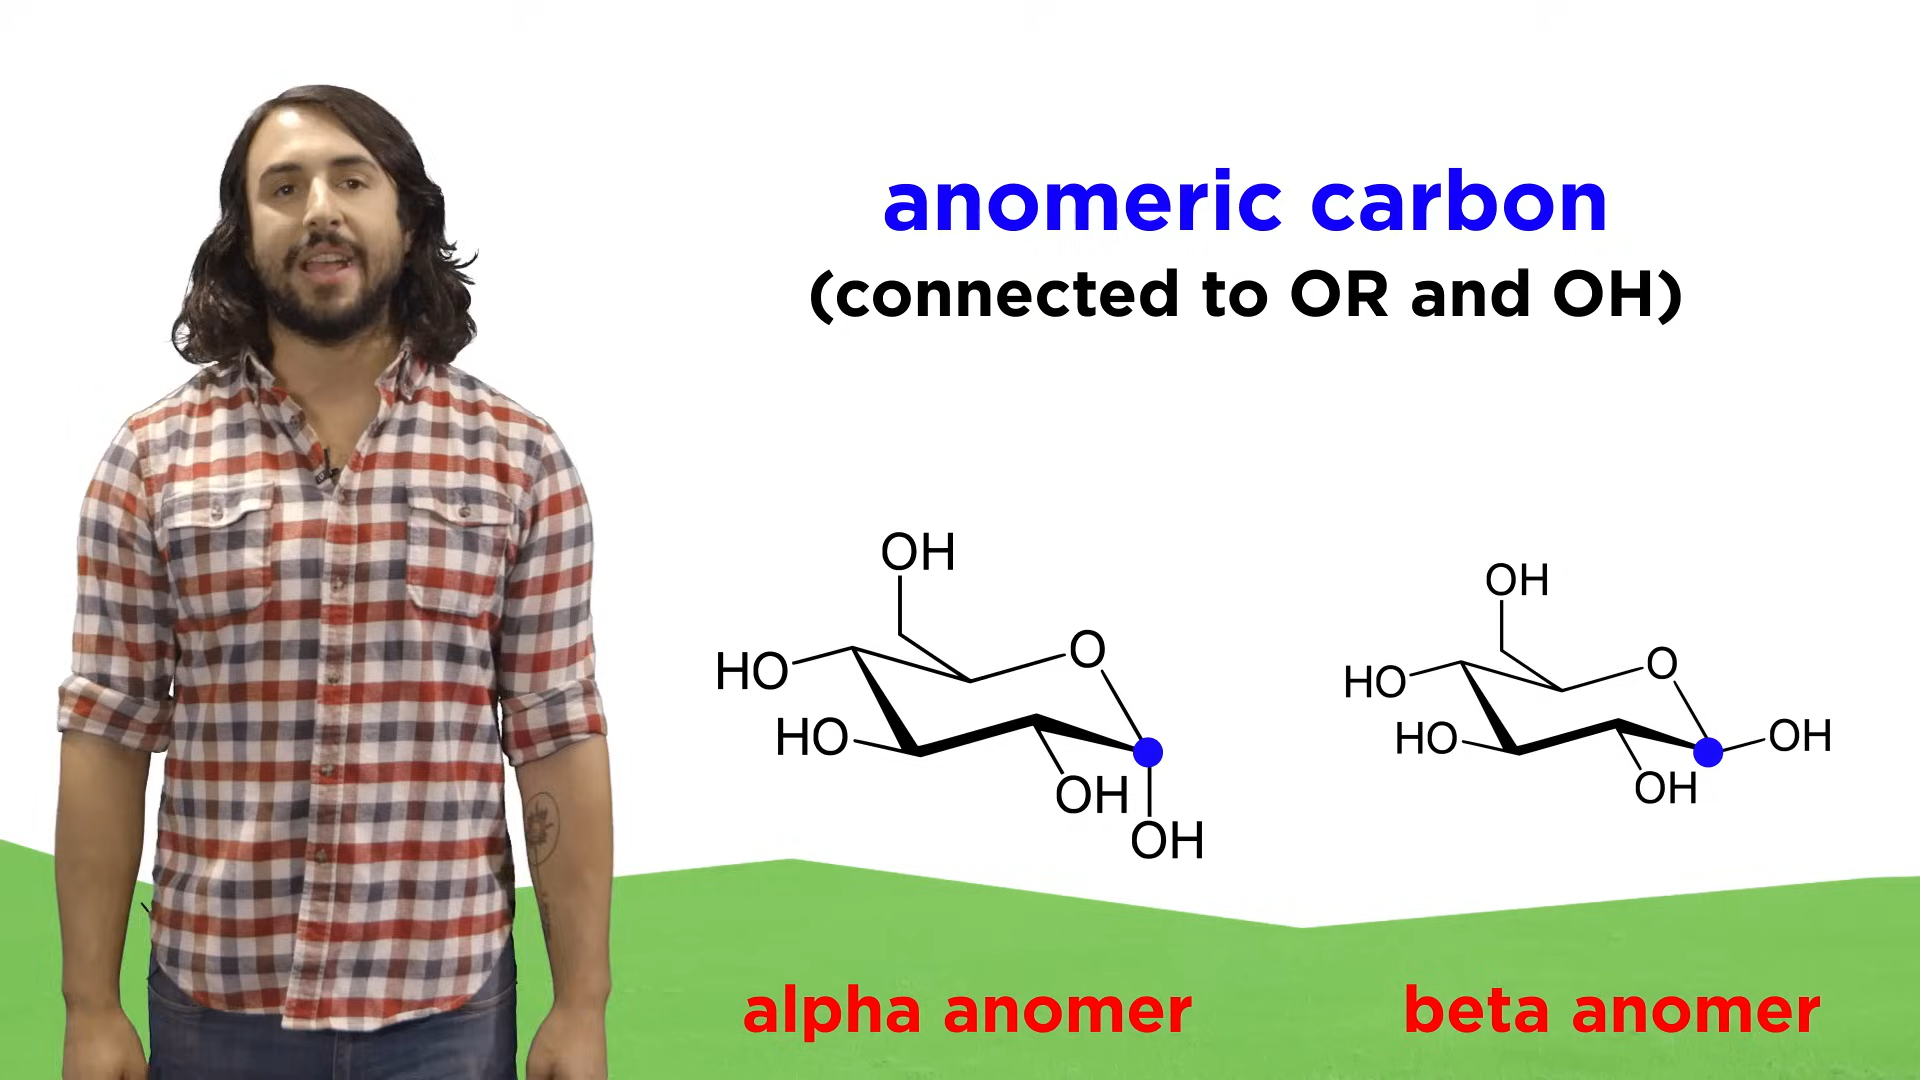 anomeric carbon
(connected to OR and OH)
OH
O
HO
HO
OH
OH
OH
O
HO
HO
OH
OH
alpha anomer
beta anomer